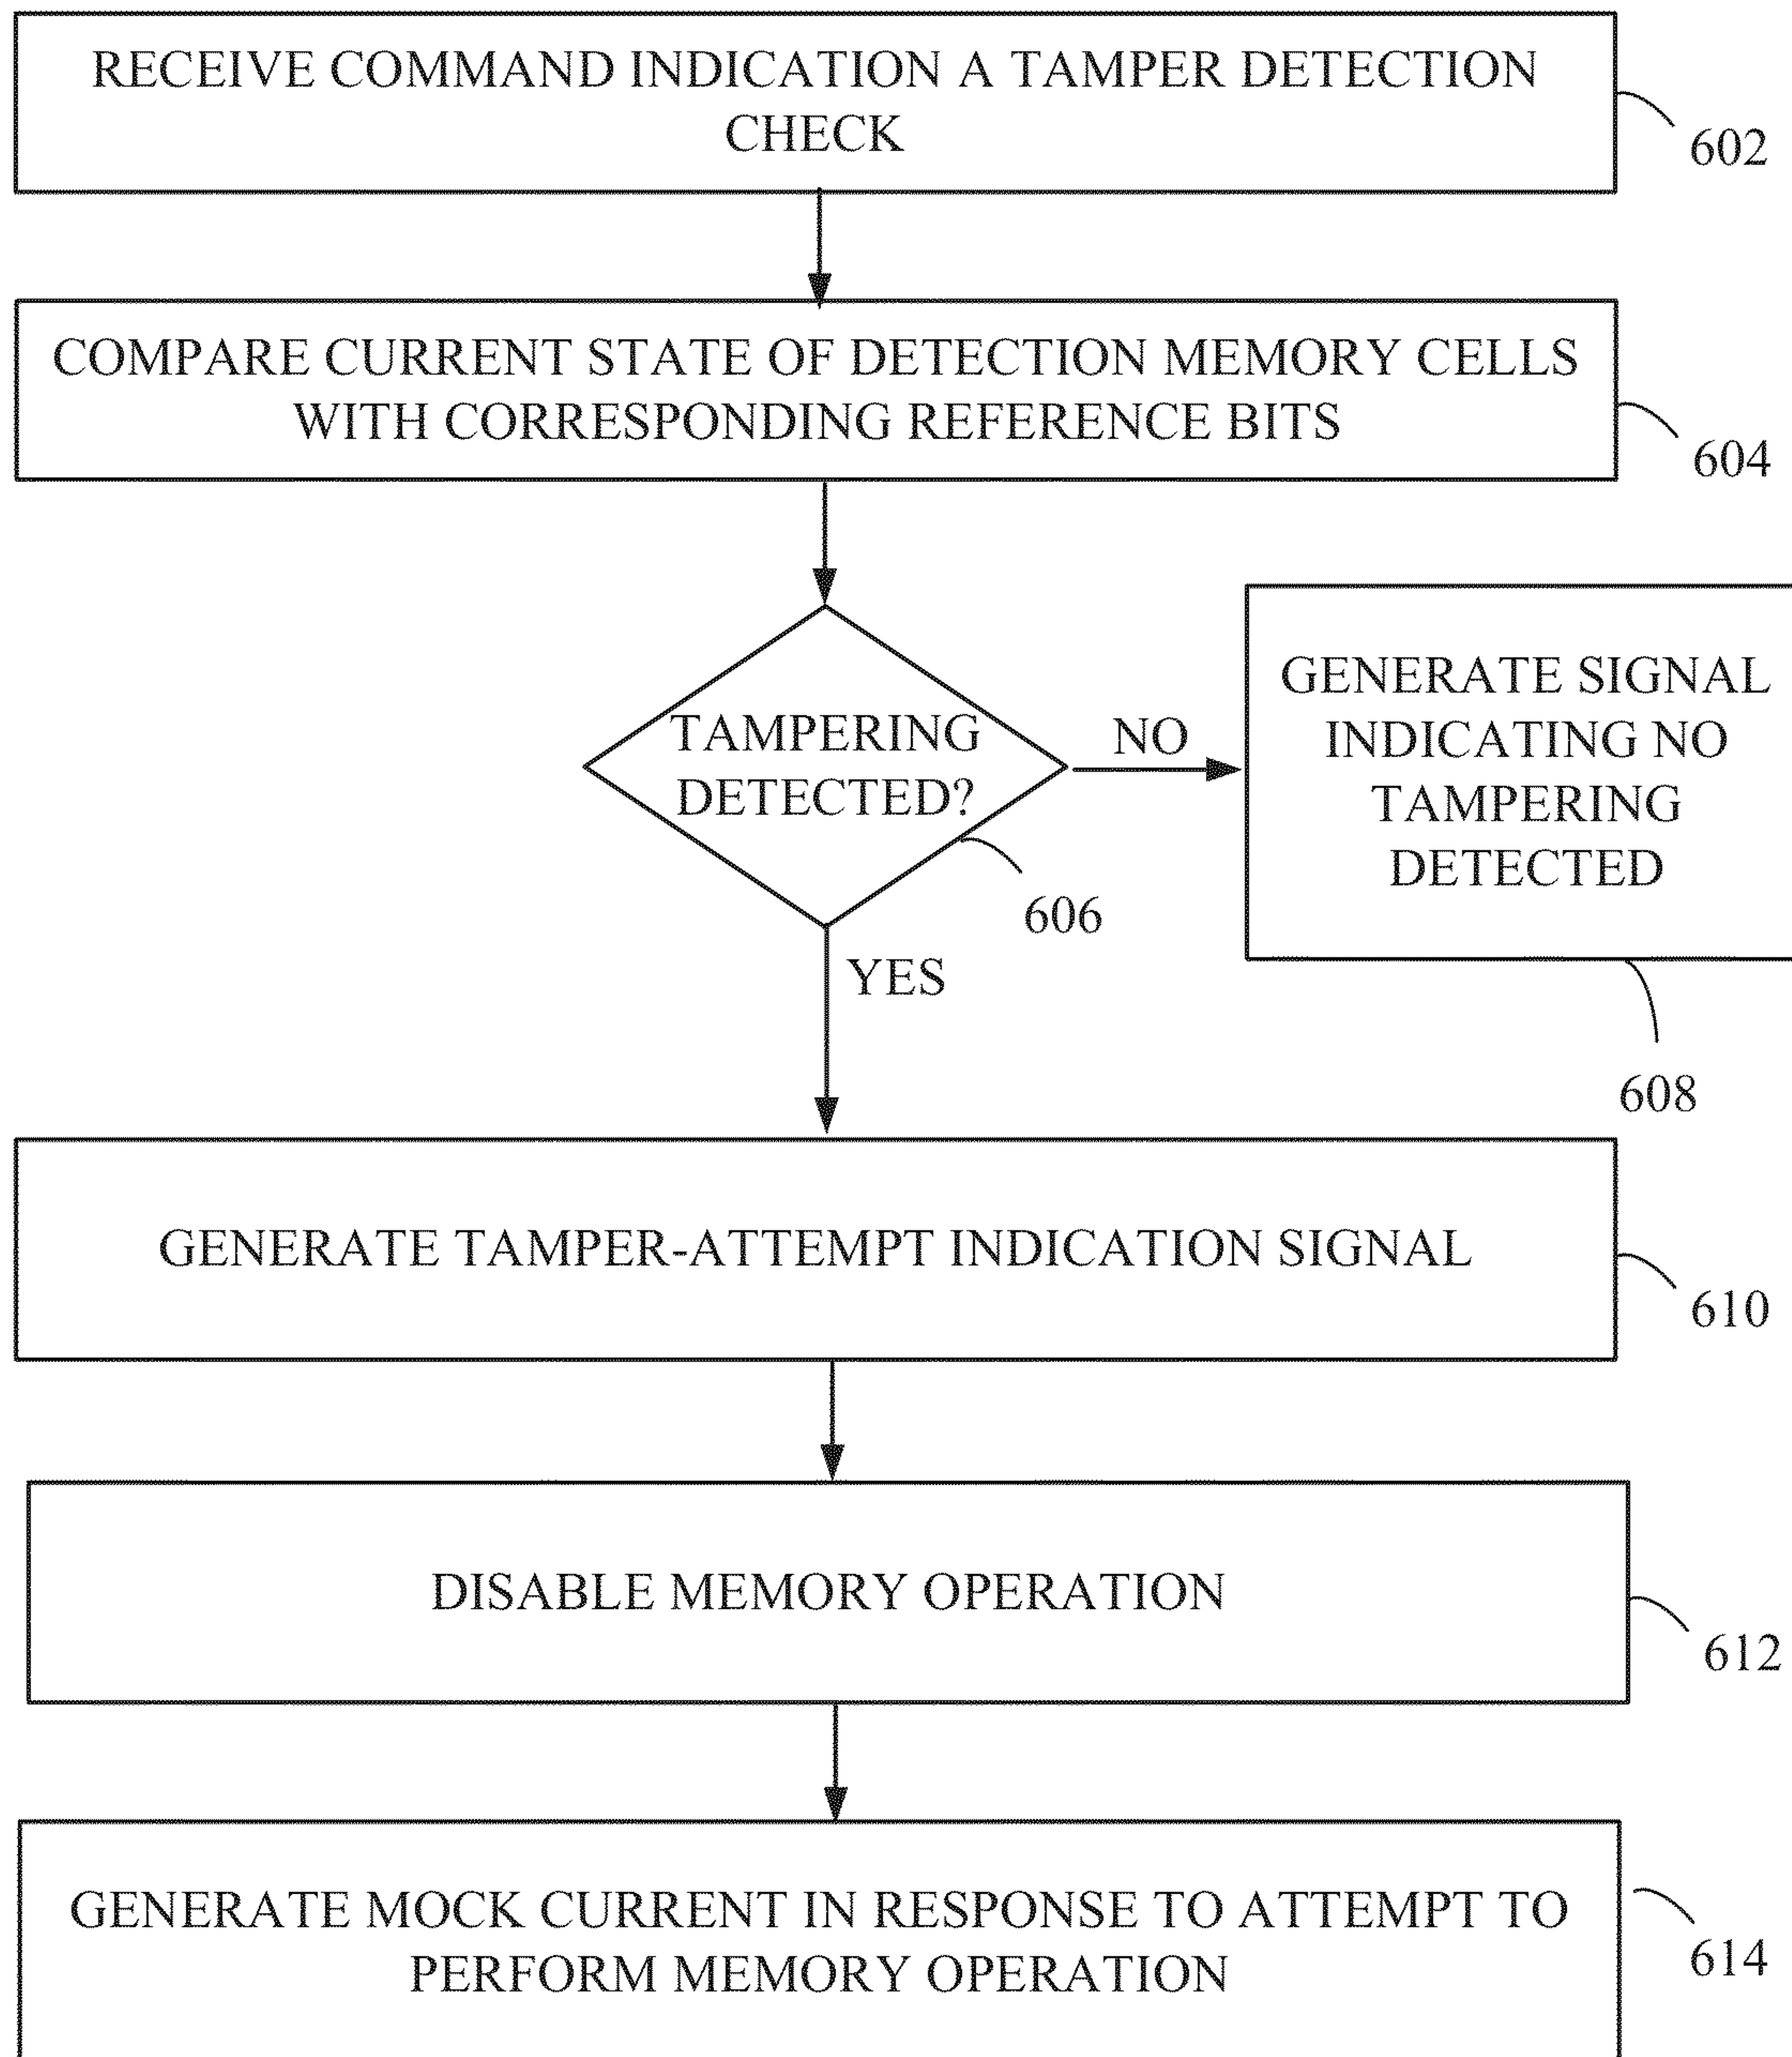 RECEIVE COMMAND INDICATION A TAMPER DETECTION
CHECK
602
COMPARE CURRENT STATE OF DETECTION MEMORY CELLS
WITH CORRESPONDING REFERENCE BITS
604
TAMPERING
DETECTED?
606
NO
GENERATE SIGNAL
INDICATING NO
TAMPERING
DETECTED
608
YES
GENERATE TAMPER-ATTEMPT INDICATION SIGNAL
610
DISABLE MEMORY OPERATION
612
GENERATE MOCK CURRENT IN RESPONSE TO ATTEMPT TO
PERFORM MEMORY OPERATION
614